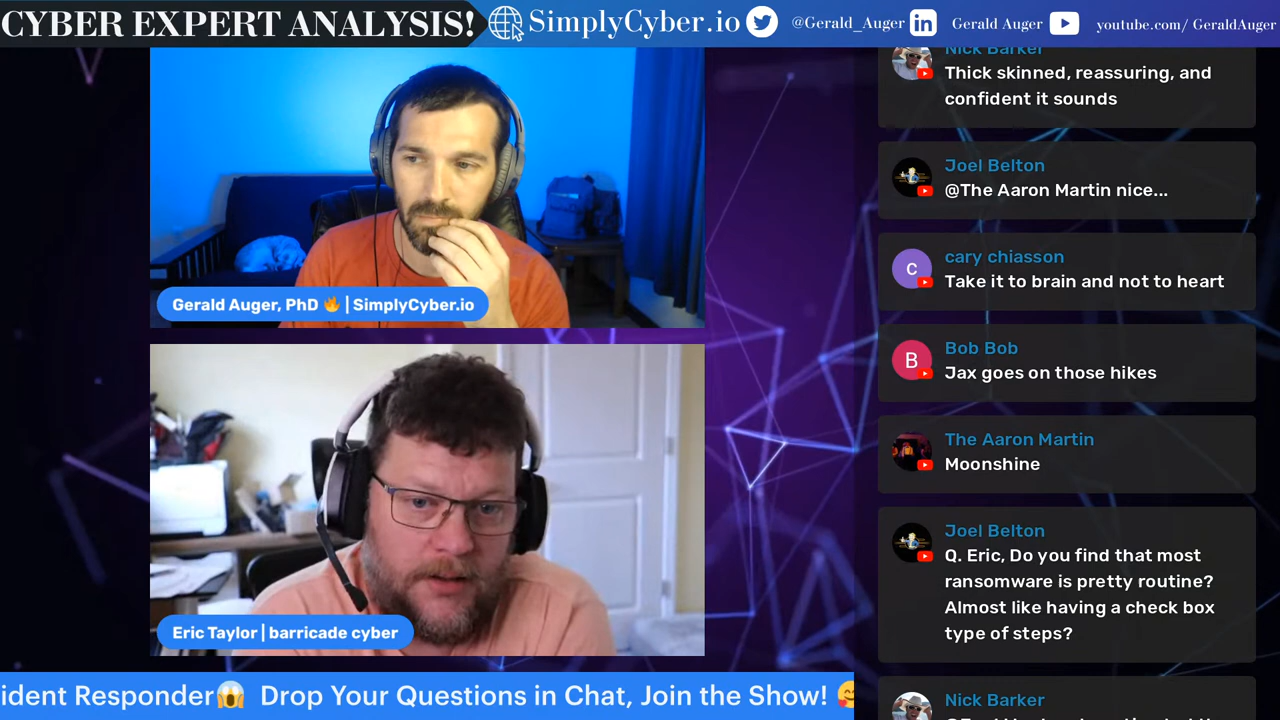 CYBER EXPERT ANALYSIS!
SimplyCyber.io
@Gerald_Auger
Gerald Auger
youtube.com/ GeraldAuger
Gerald Auger, PhD 🔥 | SimplyCyber.io
Eric Taylor | barricade cyber
ident Responder😱 Drop Your Questions in Chat, Join the Show! 🤗
Nick Barker
Thick skinned, reassuring, and
confident it sounds
Joel Belton
@The Aaron Martin nice...
c
cary chiasson
Take it to brain and not to heart
B
Bob Bob
Jax goes on those hikes
The Aaron Martin
Moonshine
Joel Belton
Q. Eric, Do you find that most
ransomware is pretty routine?
Almost like having a check box
type of steps?
Nick Barker